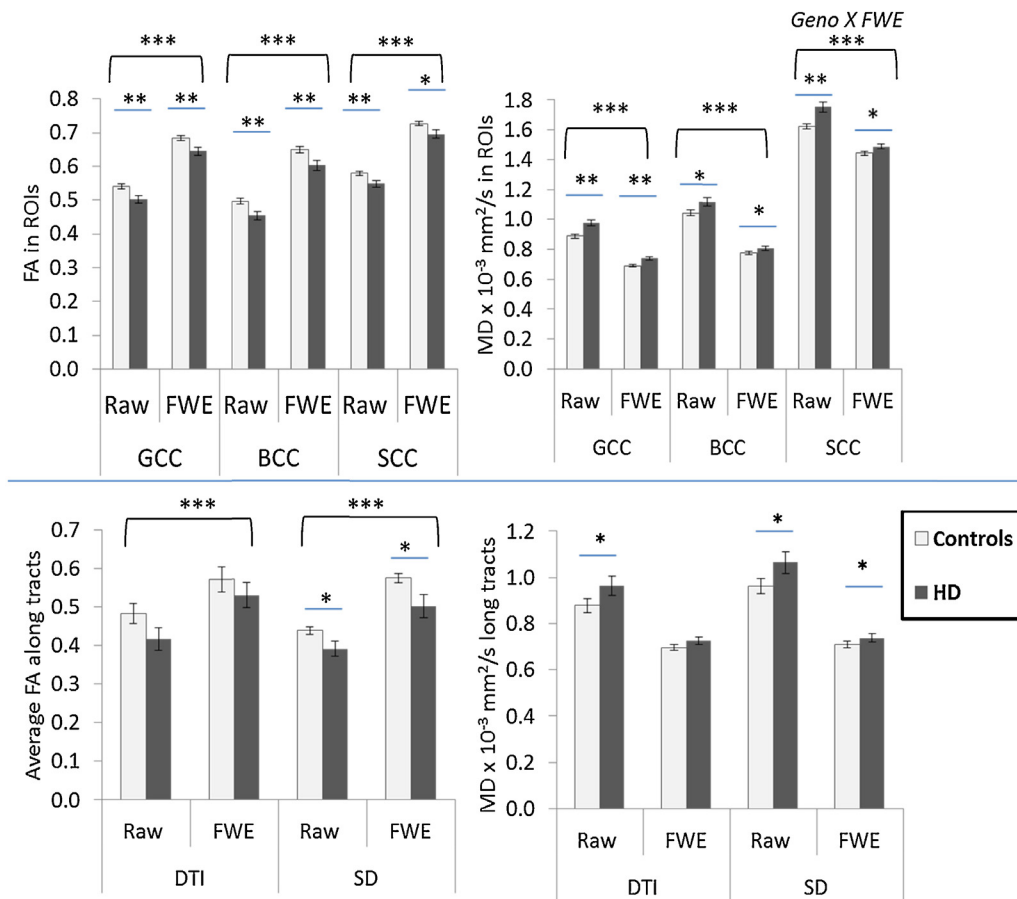 Geno X FWE
*** *** *** ***
** ** ** ** ** *
*** *** ** *
** ** * *
FA in ROIs
0.8
0.7
0.6
0.5
0.4
0.3
0.2
0.1
0.0
Raw FWE Raw FWE Raw FWE
GCC BCC SCC
MD x 10⁻³ mm²/s in ROIs
1.8
1.6
1.4
1.2
1.0
0.8
0.6
0.4
0.2
0.0
Raw FWE Raw FWE Raw FWE
GCC BCC SCC
*** ***
* *
Average FA along tracts
0.7
0.6
0.5
0.4
0.3
0.2
0.1
0.0
Raw FWE Raw FWE
DTI SD
* * *
MD x 10⁻³ mm²/s long tracts
1.2
1.0
0.8
0.6
0.4
0.2
0.0
Raw FWE Raw FWE
DTI SD
Controls
HD